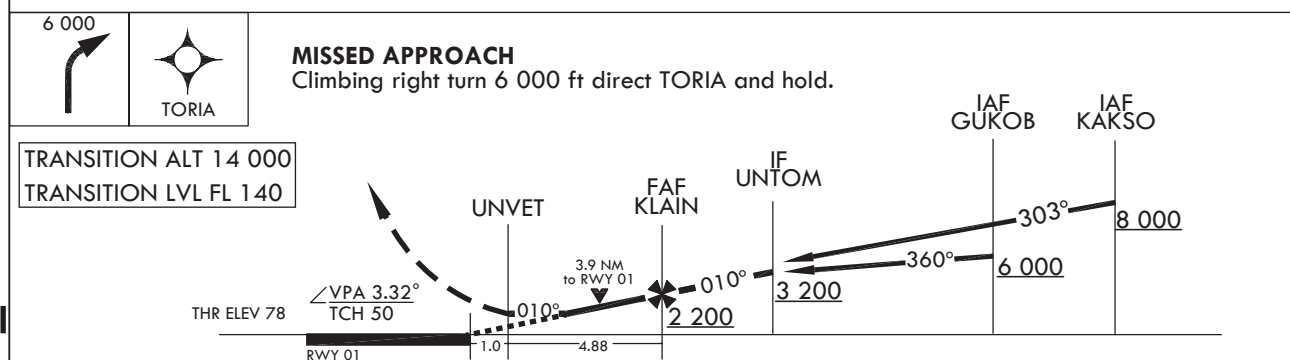 6 000
TORIA
MISSED APPROACH
Climbing right turn 6 000 ft direct TORIA and hold.
TRANSITION ALT 14 000
TRANSITION LVL FL 140
IAF
GUKOB
IAF
KAKSO
IF
UNTOM
FAF
KLAIN
UNVET
303°
8 000
360°
6 000
010°
3 200
3.9 NM
to RWY 01
010°
2 200
∠VPA 3.32°
TCH 50
THR ELEV 78
RWY 01
1.0
4.88